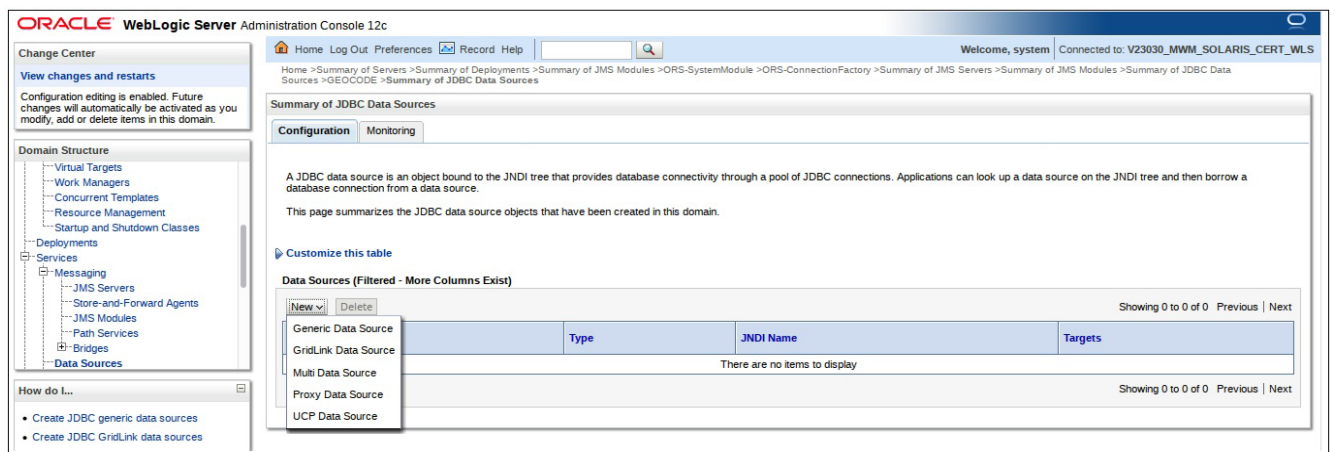 ORACLE WebLogic Server Administration Console 12c
Change Center
View changes and restarts
Configuration editing is enabled. Future
changes will automatically be activated as you
modify, add or delete items in this domain.
Domain Structure
Virtual Targets
Work Managers
Concurrent Templates
Resource Management
Startup and Shutdown Classes
Deployments
Services
Messaging
JMS Servers
Store-and-Forward Agents
JMS Modules
Path Services
Bridges
Data Sources
How do I...
Create JDBC generic data sources
Create JDBC GridLink data sources
Home Log Out Preferences Record Help
Welcome, system Connected to: V23030_MWM_SOLARIS_CERT_WLS
Home >Summary of Servers >Summary of Deployments >Summary of JMS Modules >ORS-SystemModule >ORS-ConnectionFactory >Summary of JMS Servers >Summary of JMS Modules >Summary of JDBC Data
Sources >GEOCODE >Summary of JDBC Data Sources
Summary of JDBC Data Sources
Configuration Monitoring
A JDBC data source is an object bound to the JNDI tree that provides database connectivity through a pool of JDBC connections. Applications can look up a data source on the JNDI tree and then borrow a
database connection from a data source.
This page summarizes the JDBC data source objects that have been created in this domain.
Customize this table
Data Sources (Filtered - More Columns Exist)
New Delete
Showing 0 to 0 of 0 Previous | Next
Generic Data Source
GridLink Data Source
Multi Data Source
Proxy Data Source
UCP Data Source
Type JNDI Name Targets
There are no items to display
Showing 0 to 0 of 0 Previous | Next